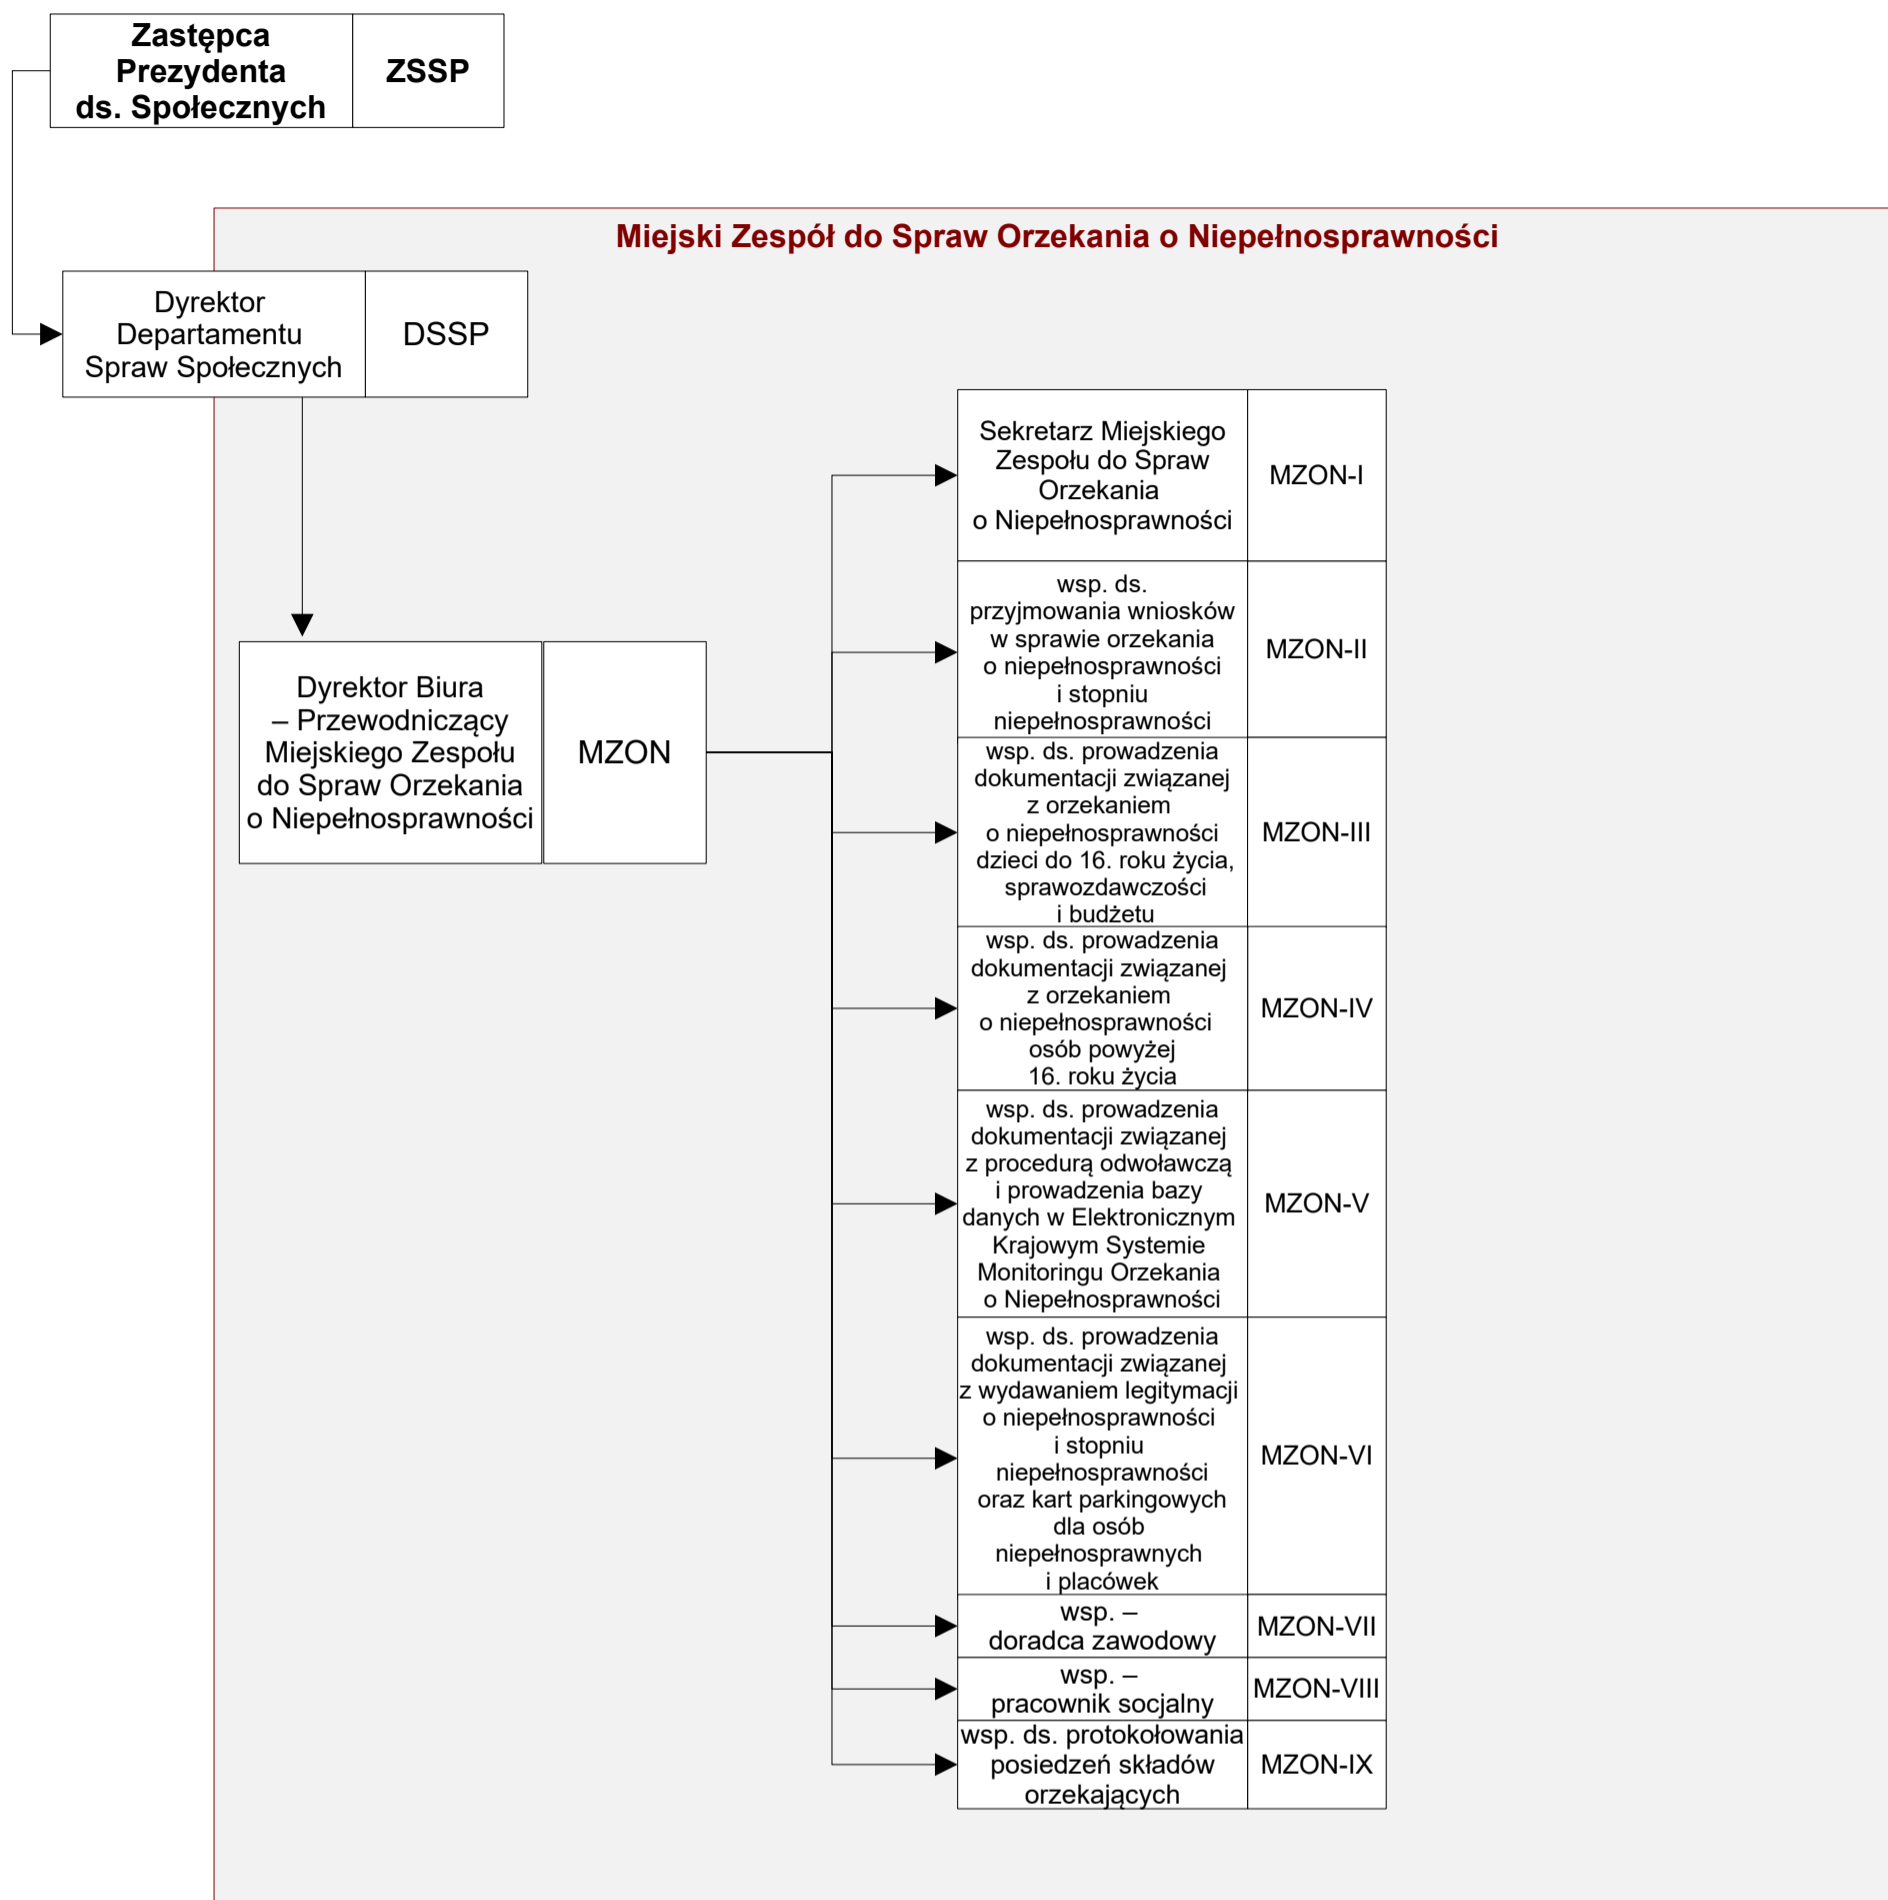 Zastępca
Prezydenta
ds. Społecznych
ZSSP
Miejski Zespół do Spraw Orzekania o Niepełnosprawności
Dyrektor
Departamentu
Spraw Społecznych
DSSP
Dyrektor Biura
– Przewodniczący
Miejskiego Zespołu
do Spraw Orzekania
o Niepełnosprawności
MZON
Sekretarz Miejskiego
Zespołu do Spraw
Orzekania
o Niepełnosprawności
MZON-I
wsp. ds.
przyjmowania wniosków
w sprawie orzekania
o niepełnosprawności
i stopniu
niepełnosprawności
MZON-II
wsp. ds. prowadzenia
dokumentacji związanej
z orzekaniem
o niepełnosprawności
dzieci do 16. roku życia,
sprawozdawczości
i budżetu
MZON-III
wsp. ds. prowadzenia
dokumentacji związanej
z orzekaniem
o niepełnosprawności
osób powyżej
16. roku życia
MZON-IV
wsp. ds. prowadzenia
dokumentacji związanej
z procedurą odwoławczą
i prowadzenia bazy
danych w Elektronicznym
Krajowym Systemie
Monitoringu Orzekania
o Niepełnosprawności
MZON-V
wsp. ds. prowadzenia
dokumentacji związanej
z wydawaniem legitymacji
o niepełnosprawności
i stopniu
niepełnosprawności
oraz kart parkingowych
dla osób
niepełnosprawnych
i placówek
MZON-VI
wsp. –
doradca zawodowy
MZON-VII
wsp. –
pracownik socjalny
MZON-VIII
wsp. ds. protokołowania
posiedzeń składów
orzekających
MZON-IX